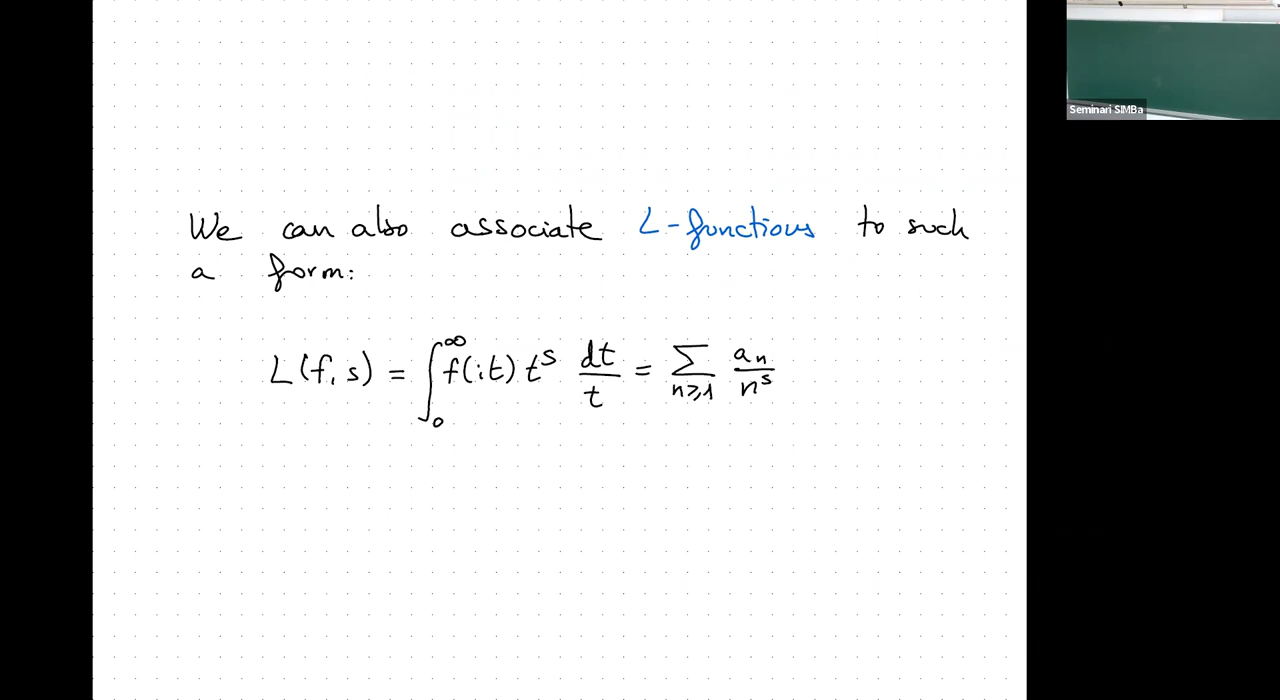 Seminari SIMBa
We can also associate L-functions to such
a form:
L(f, s) = ∫₀^∞ f(it) t^s dt/t = ∑_{n≥1} a_n/n^s